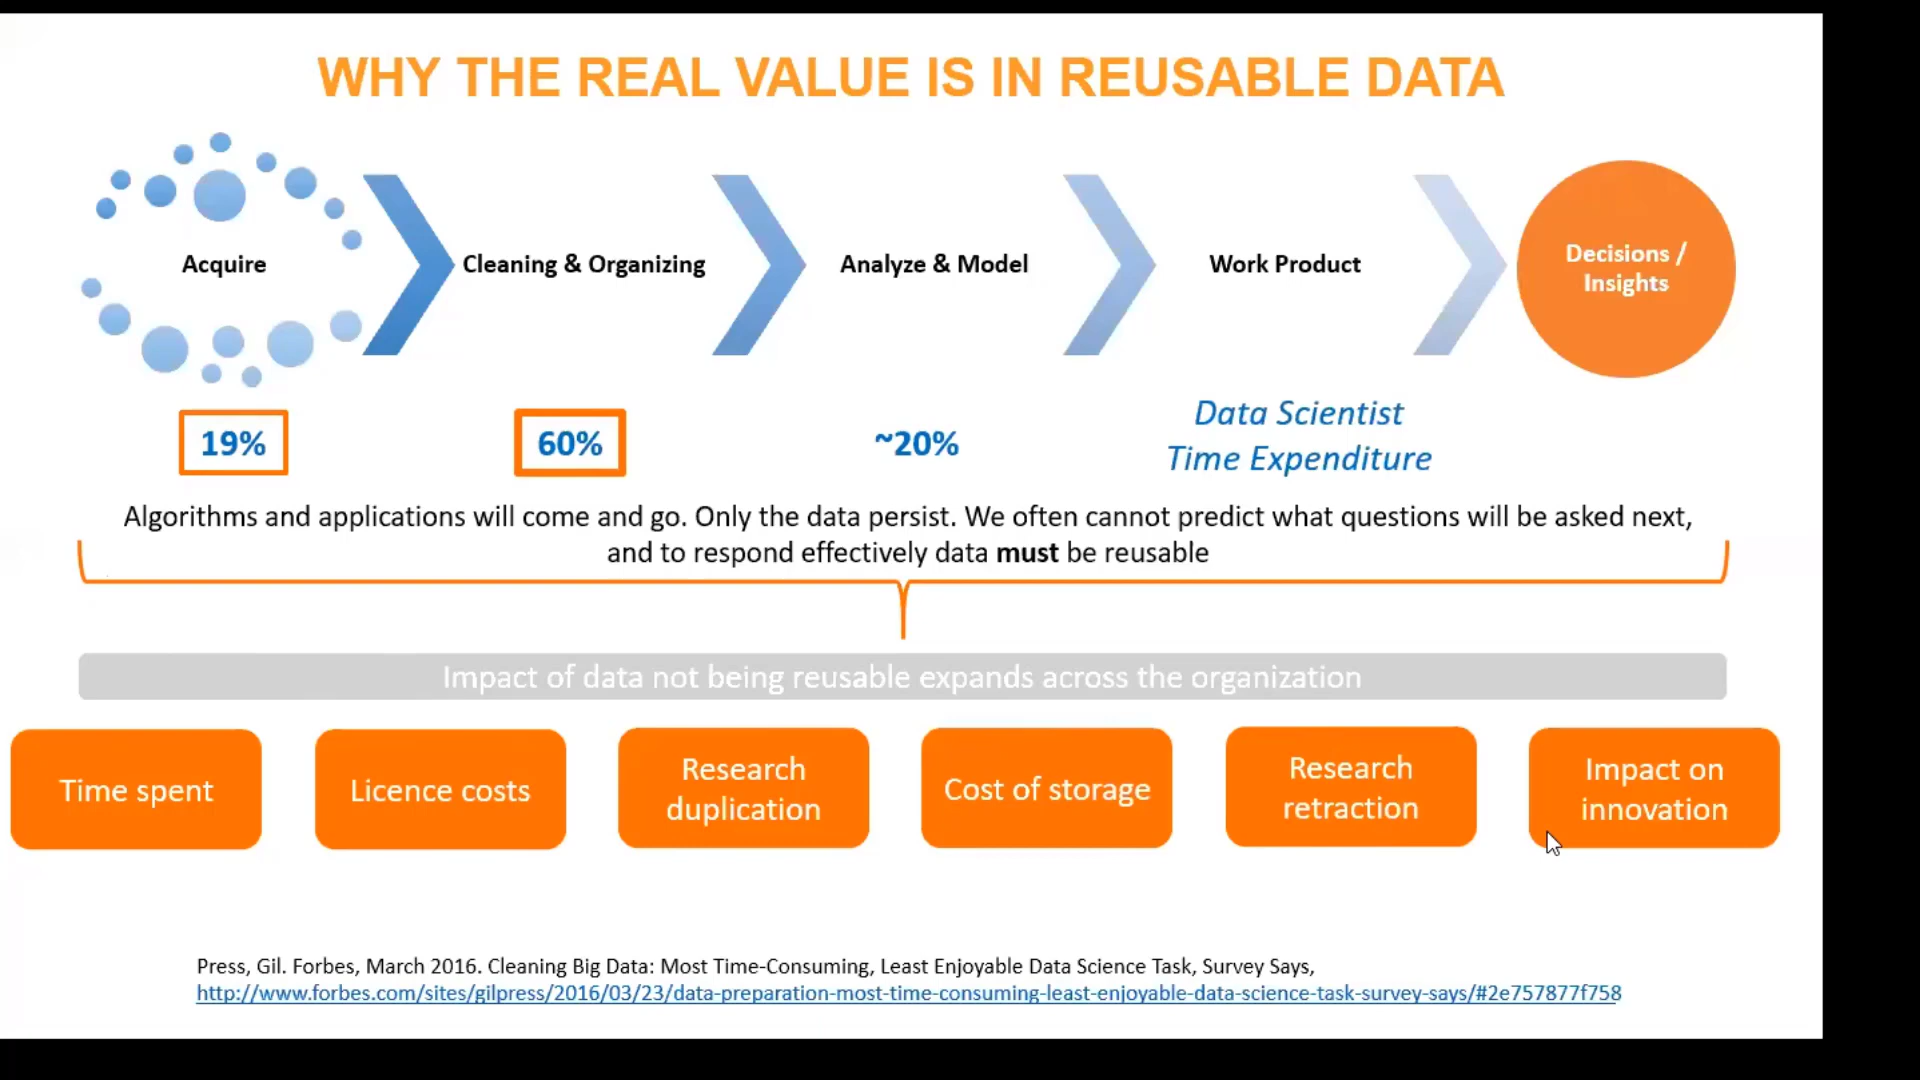 WHY THE REAL VALUE IS IN REUSABLE DATA
Acquire
Cleaning & Organizing
Analyze & Model
Work Product
Decisions /
Insights
19%
60%
~20%
Data Scientist
Time Expenditure
Algorithms and applications will come and go. Only the data persist. We often cannot predict what questions will be asked next,
and to respond effectively data must be reusable
Impact of data not being reusable expands across the organization
Time spent
Licence costs
Research
duplication
Cost of storage
Research
retraction
Impact on
innovation
Press, Gil. Forbes, March 2016. Cleaning Big Data: Most Time-Consuming, Least Enjoyable Data Science Task, Survey Says,
http://www.forbes.com/sites/gilpress/2016/03/23/data-preparation-most-time-consuming-least-enjoyable-data-science-task-survey-says/#2e757877f758